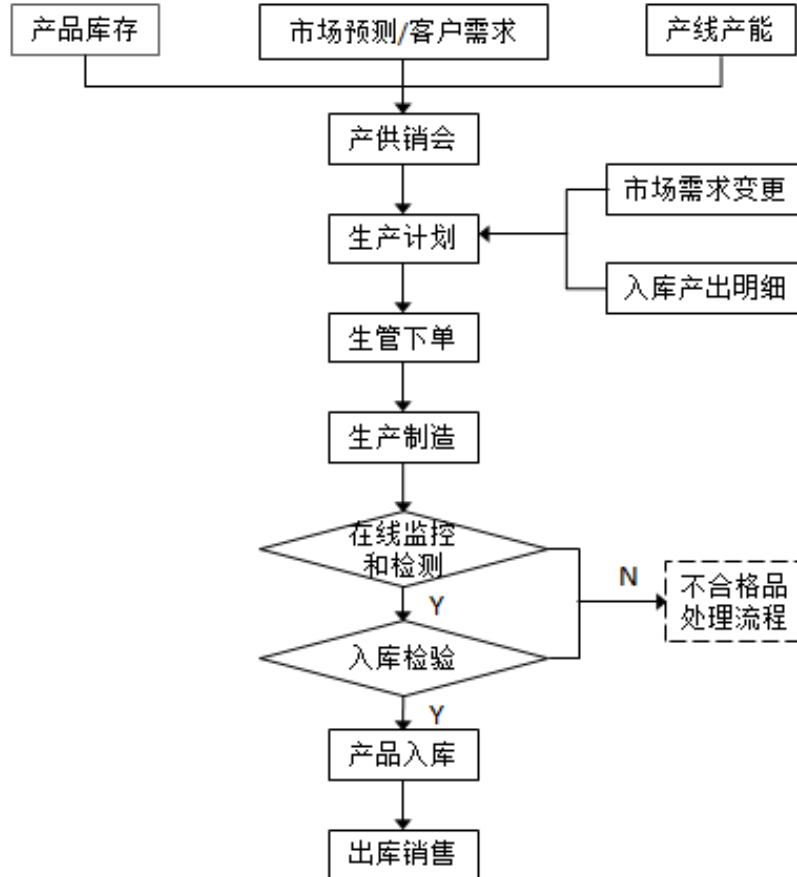 产品库存
市场预测/客户需求
产线产能
产供销会
市场需求变更
生产计划
入库产出明细
生管下单
生产制造
在线监控
和检测
N
不合格品
处理流程
Y
入库检验
Y
产品入库
出库销售